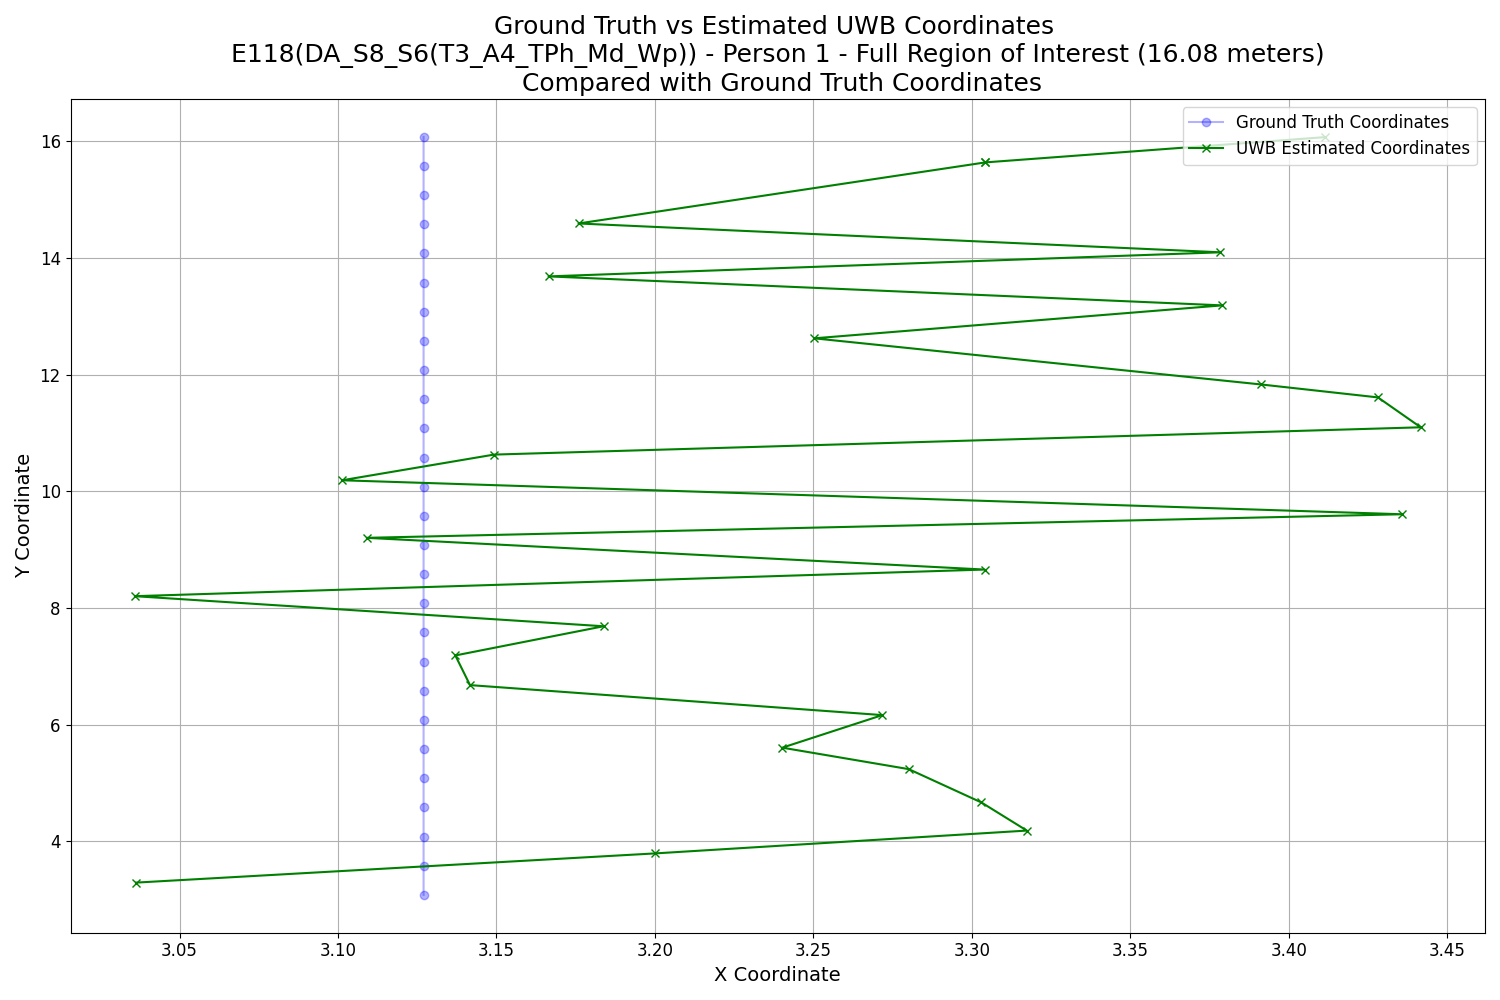 Ground Truth vs Estimated UWB Coordinates
E118(DA_S8_S6(T3_A4_TPh_Md_Wp)) - Person 1 - Full Region of Interest (16.08 meters)
Compared with Ground Truth Coordinates
Ground Truth Coordinates
UWB Estimated Coordinates
Y Coordinate
16
14
12
10
8
6
4
3.05 3.10 3.15 3.20 3.25 3.30 3.35 3.40 3.45
X Coordinate